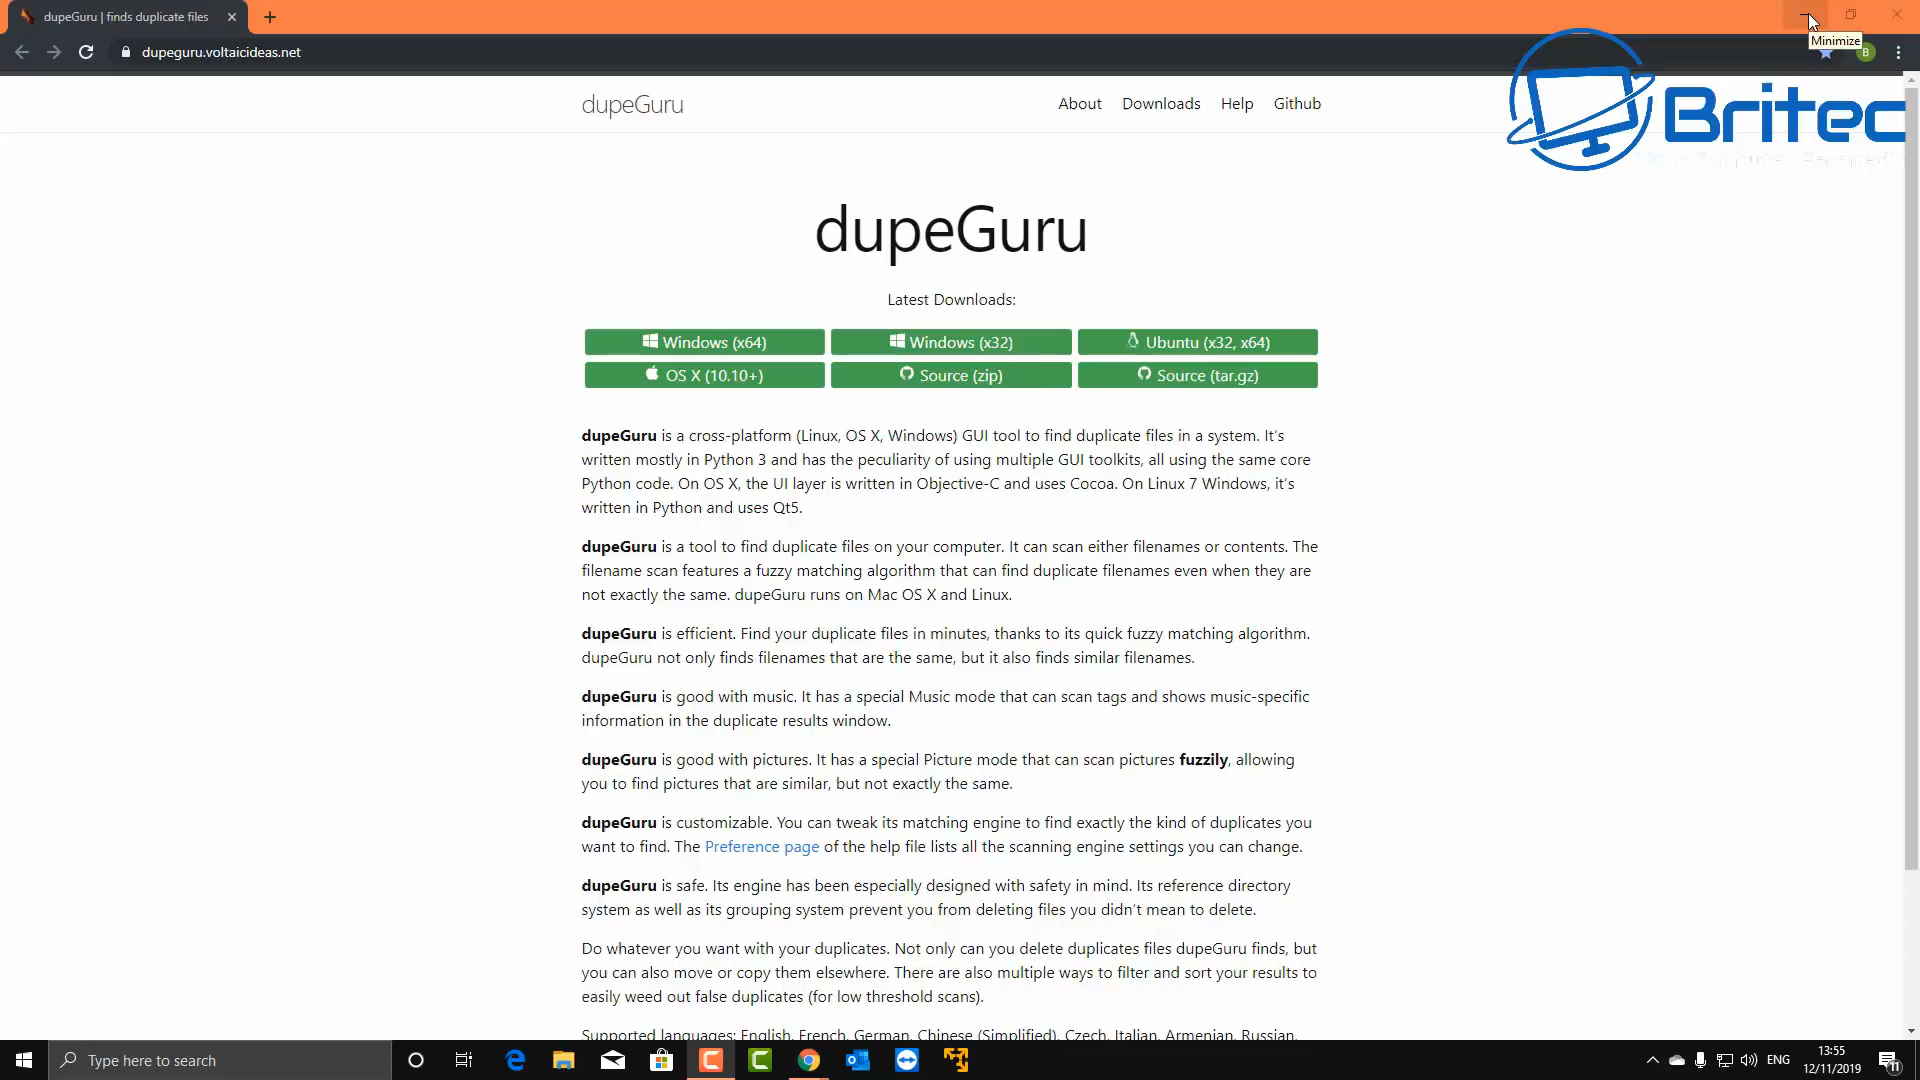 dupeGuru | finds duplicate files
Minimize
dupeguru.voltaicideas.net
B
Britec
dupeGuru
About
Downloads
Help
Github
dupeGuru
Latest Downloads:
Windows (x64)
Windows (x32)
Ubuntu (x32, x64)
OS X (10.10+)
Source (zip)
Source (tar.gz)
dupeGuru is a cross-platform (Linux, OS X, Windows) GUI tool to find duplicate files in a system. It's
written mostly in Python 3 and has the peculiarity of using multiple GUI toolkits, all using the same core
Python code. On OS X, the UI layer is written in Objective-C and uses Cocoa. On Linux 7 Windows, it's
written in Python and uses Qt5.
dupeGuru is a tool to find duplicate files on your computer. It can scan either filenames or contents. The
filename scan features a fuzzy matching algorithm that can find duplicate filenames even when they are
not exactly the same. dupeGuru runs on Mac OS X and Linux.
dupeGuru is efficient. Find your duplicate files in minutes, thanks to its quick fuzzy matching algorithm.
dupeGuru not only finds filenames that are the same, but it also finds similar filenames.
dupeGuru is good with music. It has a special Music mode that can scan tags and shows music-specific
information in the duplicate results window.
dupeGuru is good with pictures. It has a special Picture mode that can scan pictures fuzzily, allowing
you to find pictures that are similar, but not exactly the same.
dupeGuru is customizable. You can tweak its matching engine to find exactly the kind of duplicates you
want to find. The Preference page of the help file lists all the scanning engine settings you can change.
dupeGuru is safe. Its engine has been especially designed with safety in mind. Its reference directory
system as well as its grouping system prevent you from deleting files you didn't mean to delete.
Do whatever you want with your duplicates. Not only can you delete duplicates files dupeGuru finds, but
you can also move or copy them elsewhere. There are also multiple ways to filter and sort your results to
easily weed out false duplicates (for low threshold scans).
Supported languages: English, French, German, Chinese (Simplified), Czech, Italian, Armenian, Russian,
Type here to search
ENG
13:55
12/11/2019
11